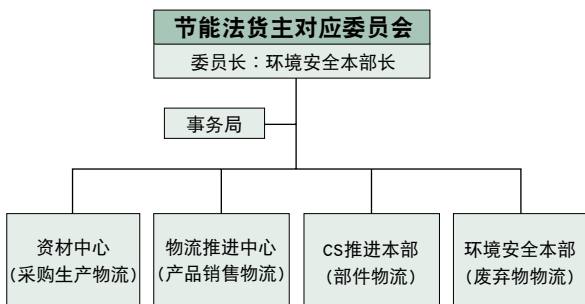 节能法货主对应委员会
委员长：环境安全本部长
事务局
资材中心
(采购生产物流)
物流推进中心
(产品销售物流)
CS推进本部
(部件物流)
环境安全本部
(废弃物物流)